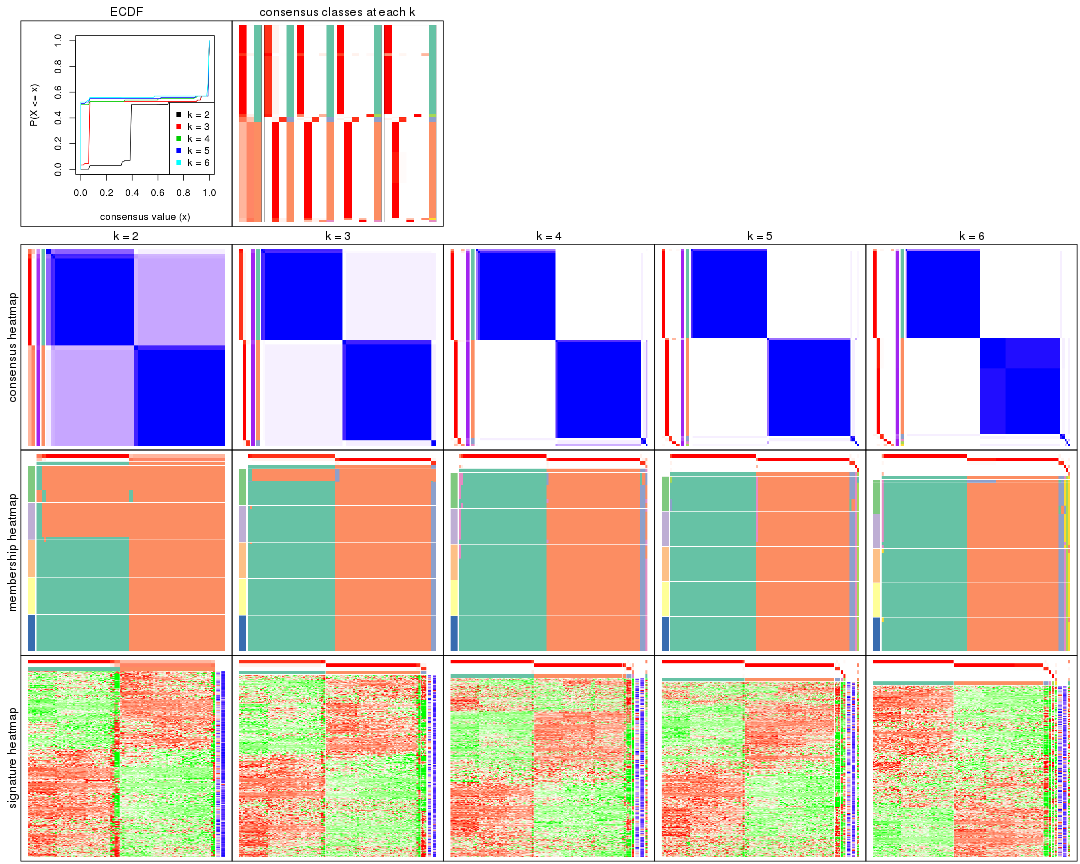 ECDF
consensus classes at each k
P(X <= x)
0.0 0.2 0.4 0.6 0.8 1.0
k = 2
k = 3
k = 4
k = 5
k = 6
0.0 0.2 0.4 0.6 0.8 1.0
consensus value (x)
k = 2
k = 3
k = 4
k = 5
k = 6
consensus heatmap
membership heatmap
signature heatmap